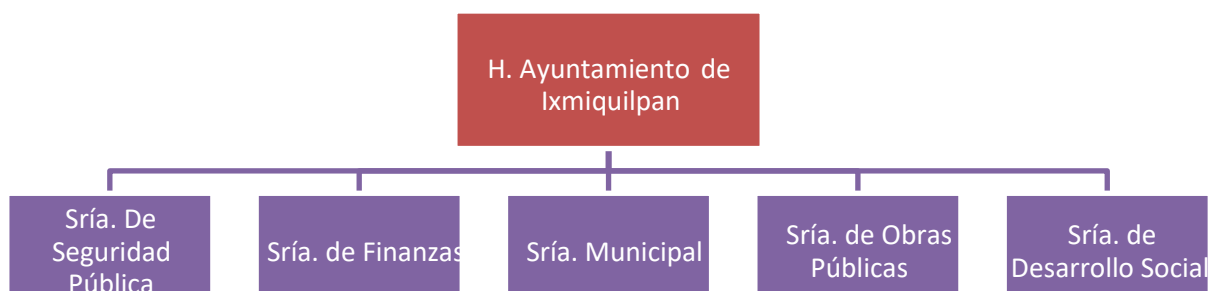 H. Ayuntamiento de
Ixmiquilpan
Sría. De
Seguridad
Pública
Sría. de Finanzas
Sría. Municipal
Sría. de Obras
Públicas
Sría. de
Desarrollo Social